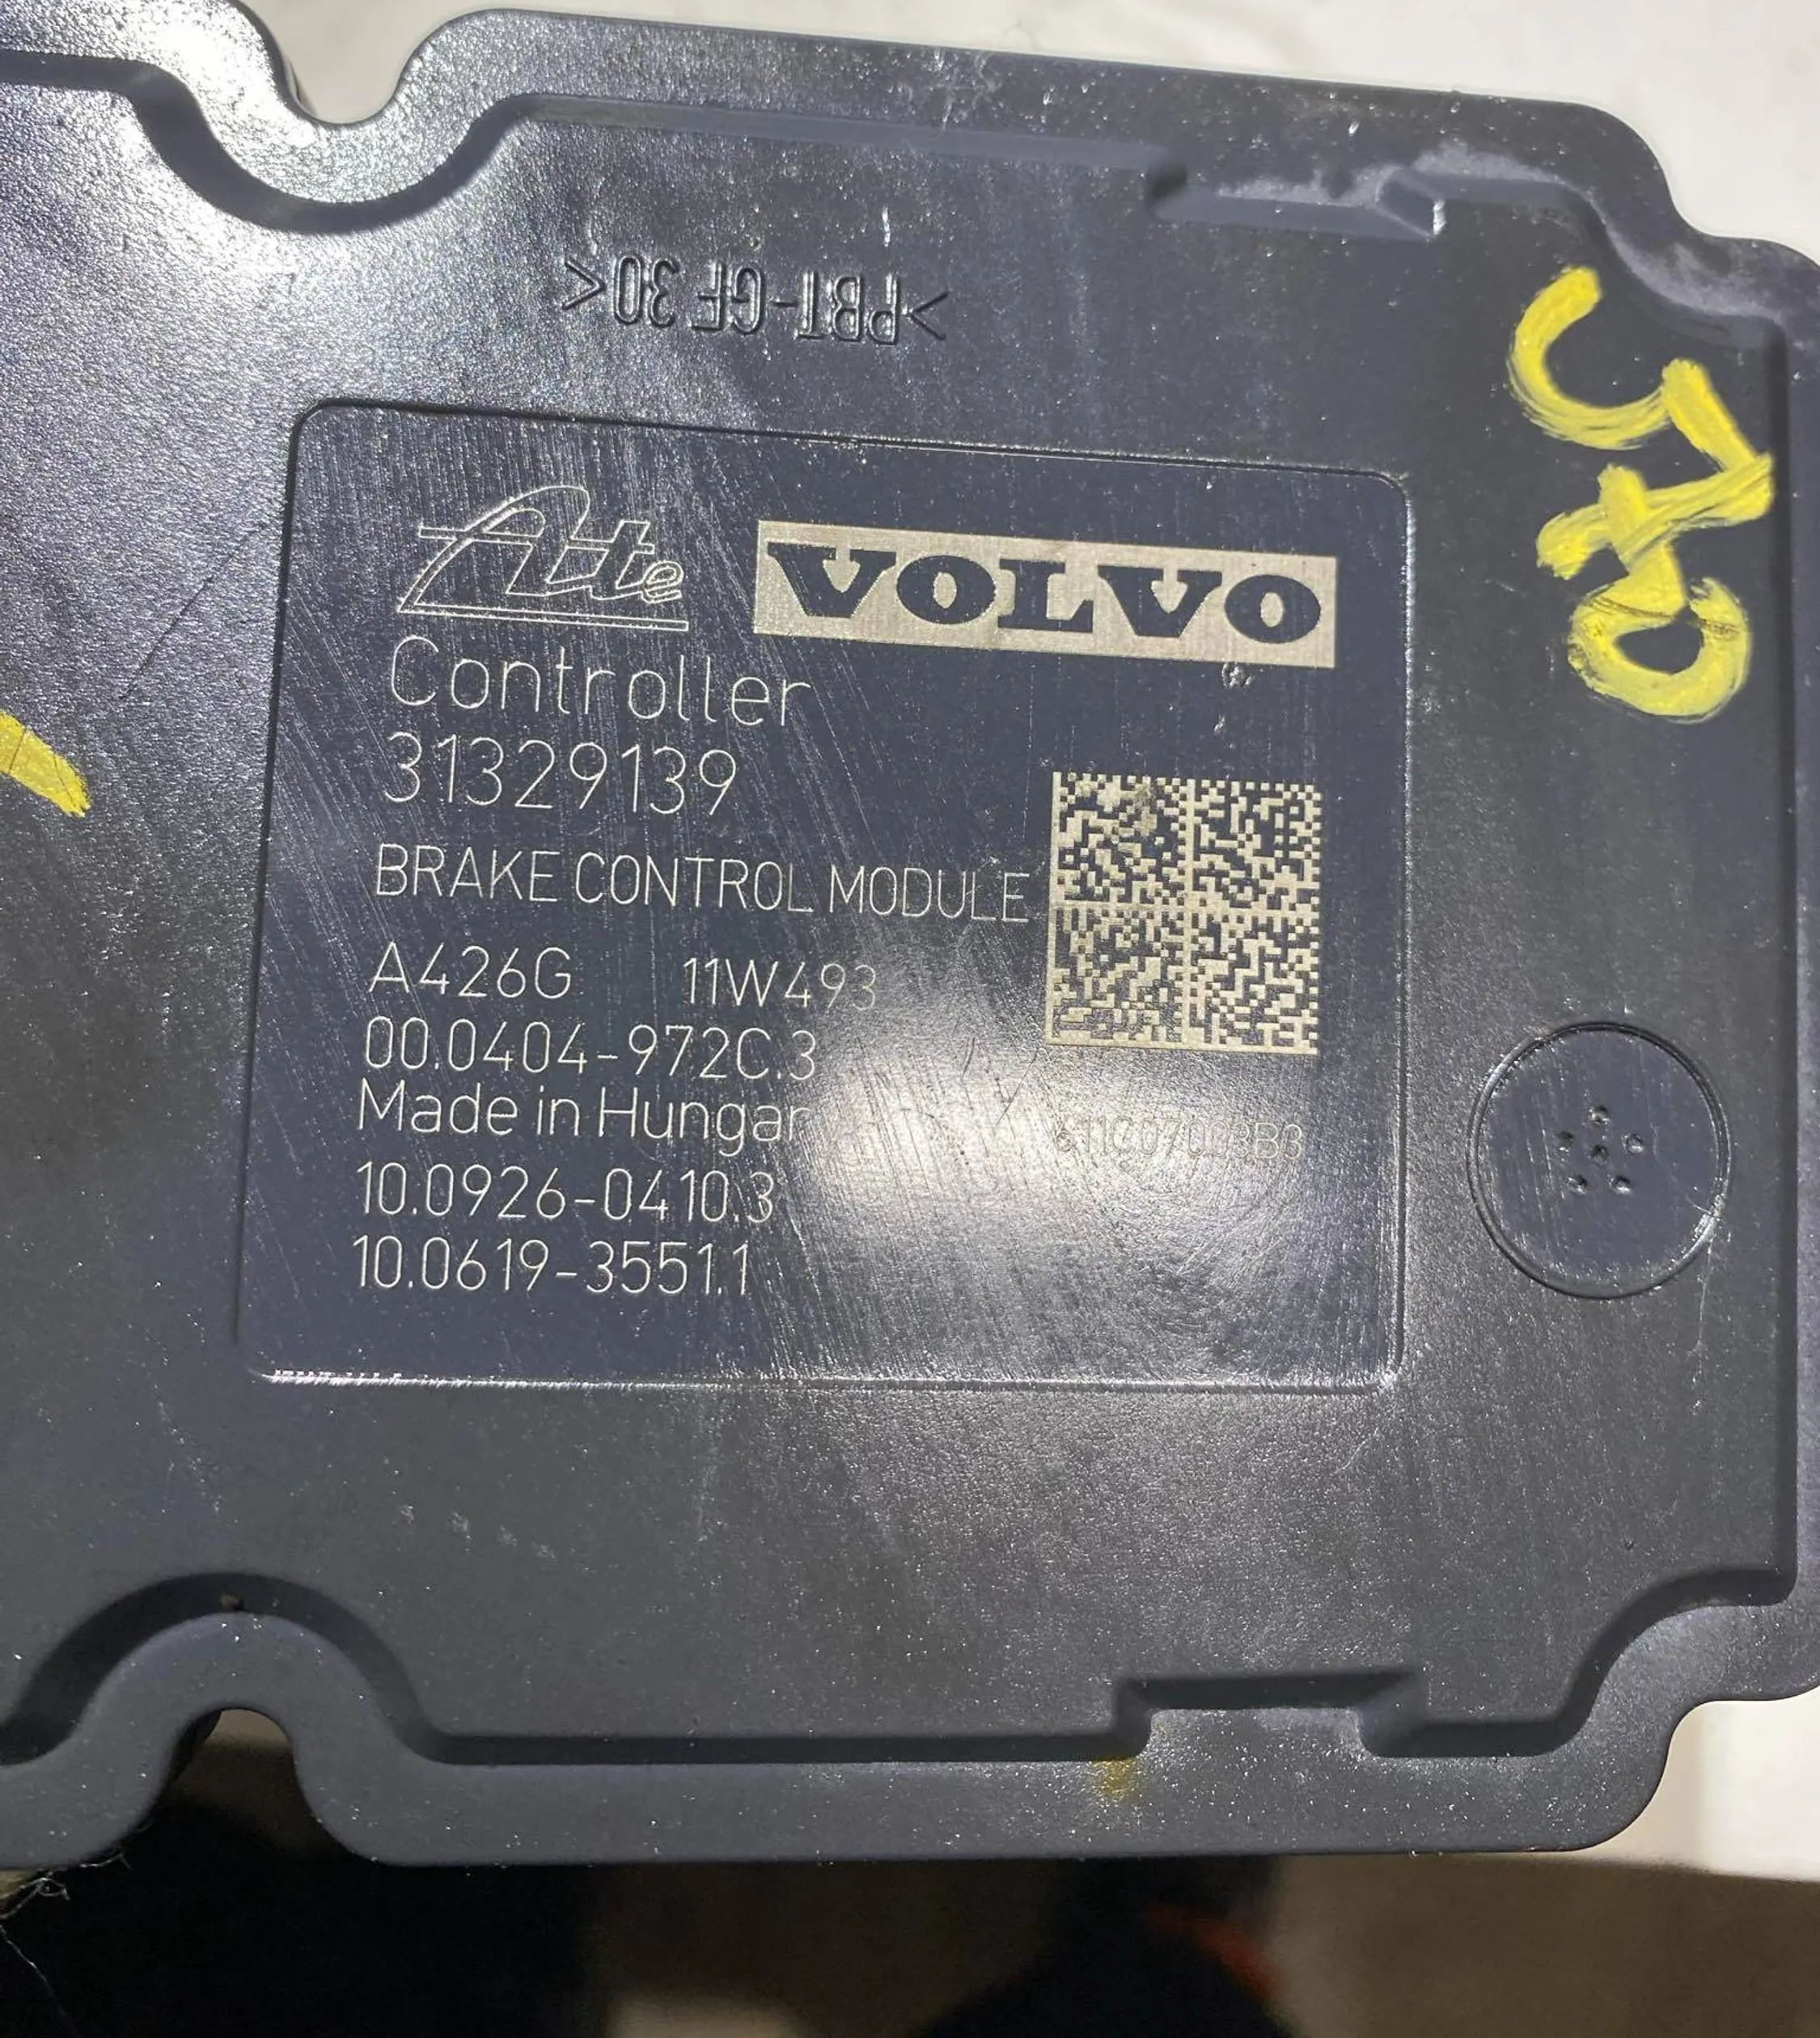 >PBT-GF 30<
Ate VOLVO
Controller
31329139
BRAKE CONTROL MODULE
A426G 11W493
00.0404-972C.3
Made in Hungar
10.0926-0410.3
10.0619-3551.1